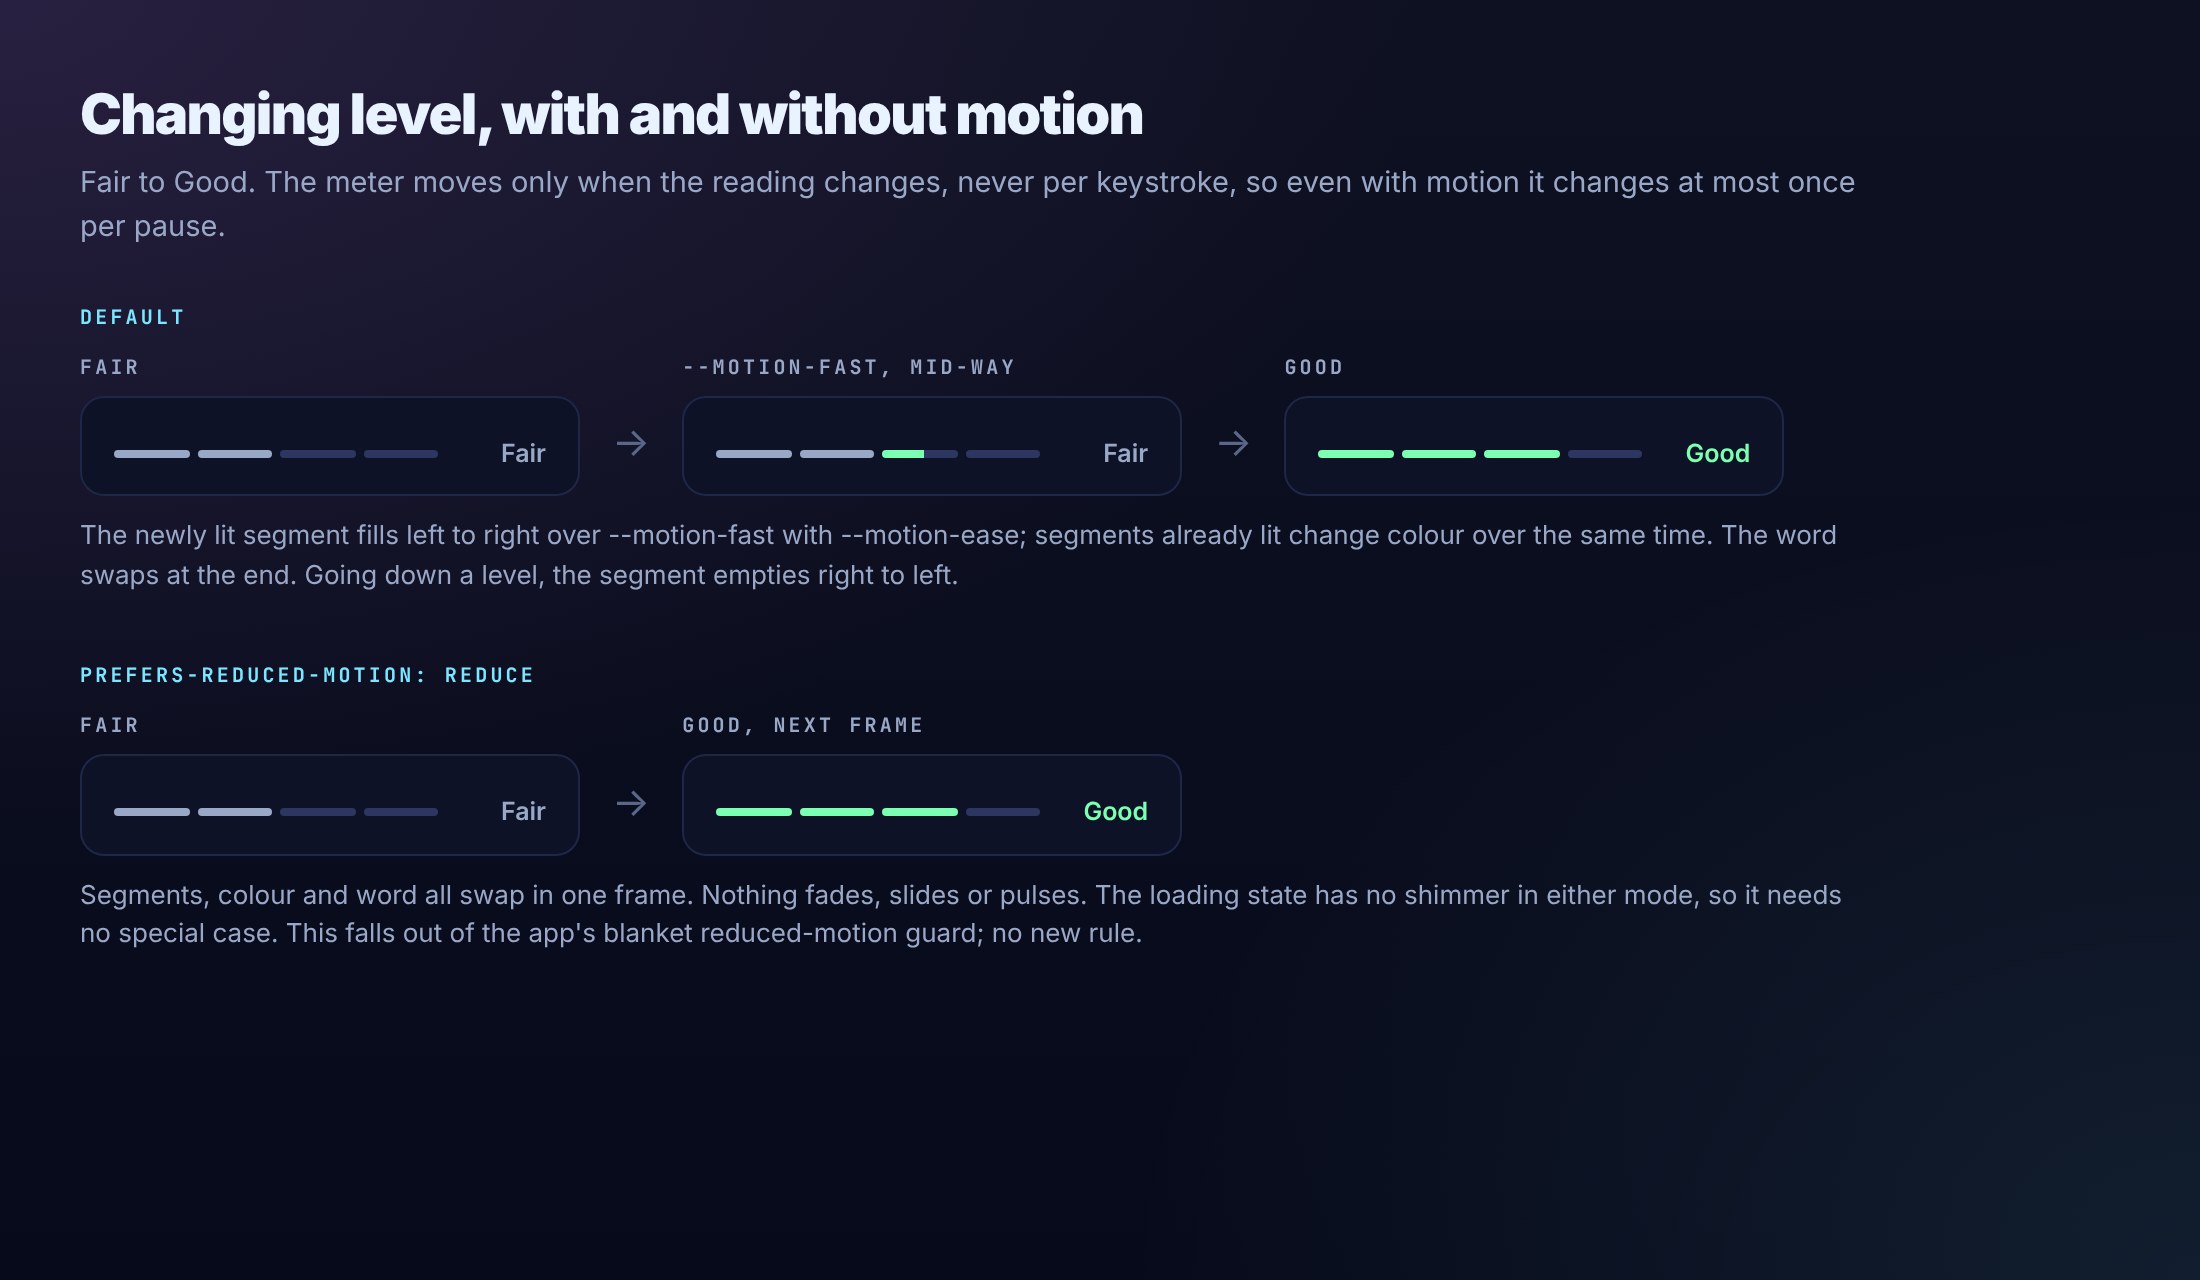 Changing level, with and without motion
Fair to Good. The meter moves only when the reading changes, never per keystroke, so even with motion it changes at most once
per pause.
DEFAULT
FAIR
--MOTION-FAST, MID-WAY
GOOD
Fair
→
Fair
→
Good
The newly lit segment fills left to right over --motion-fast with --motion-ease; segments already lit change colour over the same time. The word
swaps at the end. Going down a level, the segment empties right to left.
PREFERS-REDUCED-MOTION: REDUCE
FAIR
GOOD, NEXT FRAME
Fair
→
Good
Segments, colour and word all swap in one frame. Nothing fades, slides or pulses. The loading state has no shimmer in either mode, so it needs
no special case. This falls out of the app's blanket reduced-motion guard; no new rule.